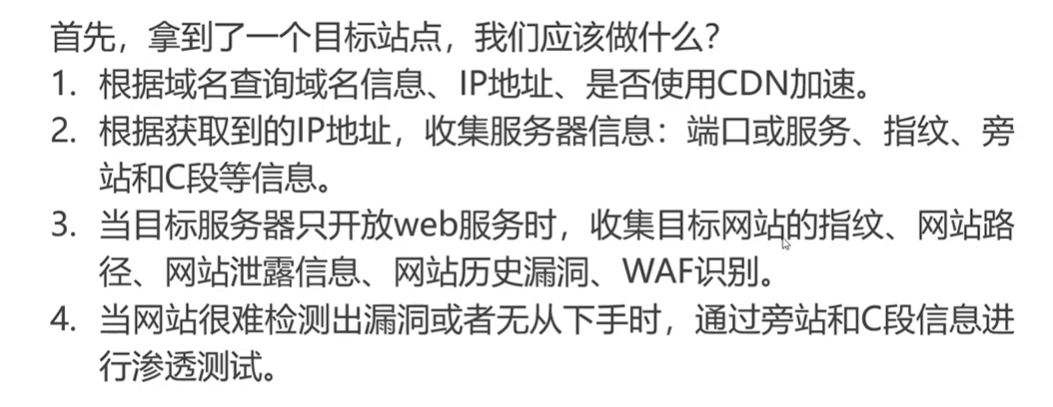 首先，拿到了一个目标站点，我们应该做什么？
1. 根据域名查询域名信息、IP地址、是否使用CDN加速。
2. 根据获取到的IP地址，收集服务器信息：端口或服务、指纹、旁
站和C段等信息。
3. 当目标服务器只开放web服务时，收集目标网站的指纹、网站路
径、网站泄露信息、网站历史漏洞、WAF识别。
4. 当网站很难检测出漏洞或者无从下手时，通过旁站和C段信息进
行渗透测试。